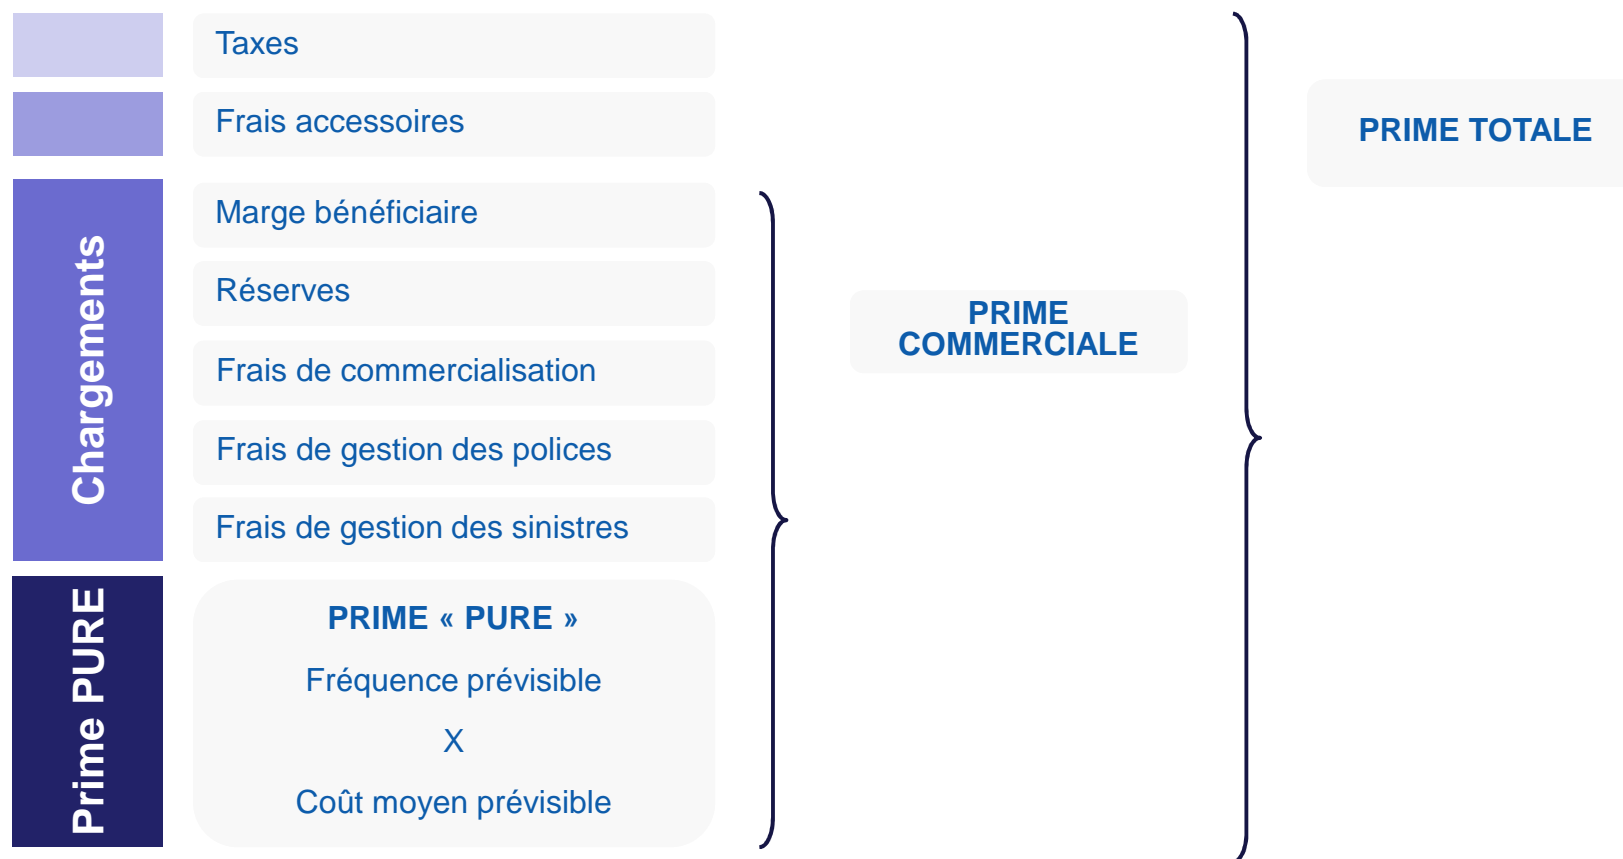 Taxes
Frais accessoires
PRIME TOTALE
Chargements
Marge bénéficiaire
Réserves
Frais de commercialisation
Frais de gestion des polices
Frais de gestion des sinistres
PRIME
COMMERCIALE
Prime PURE
PRIME « PURE »
Fréquence prévisible
X
Coût moyen prévisible